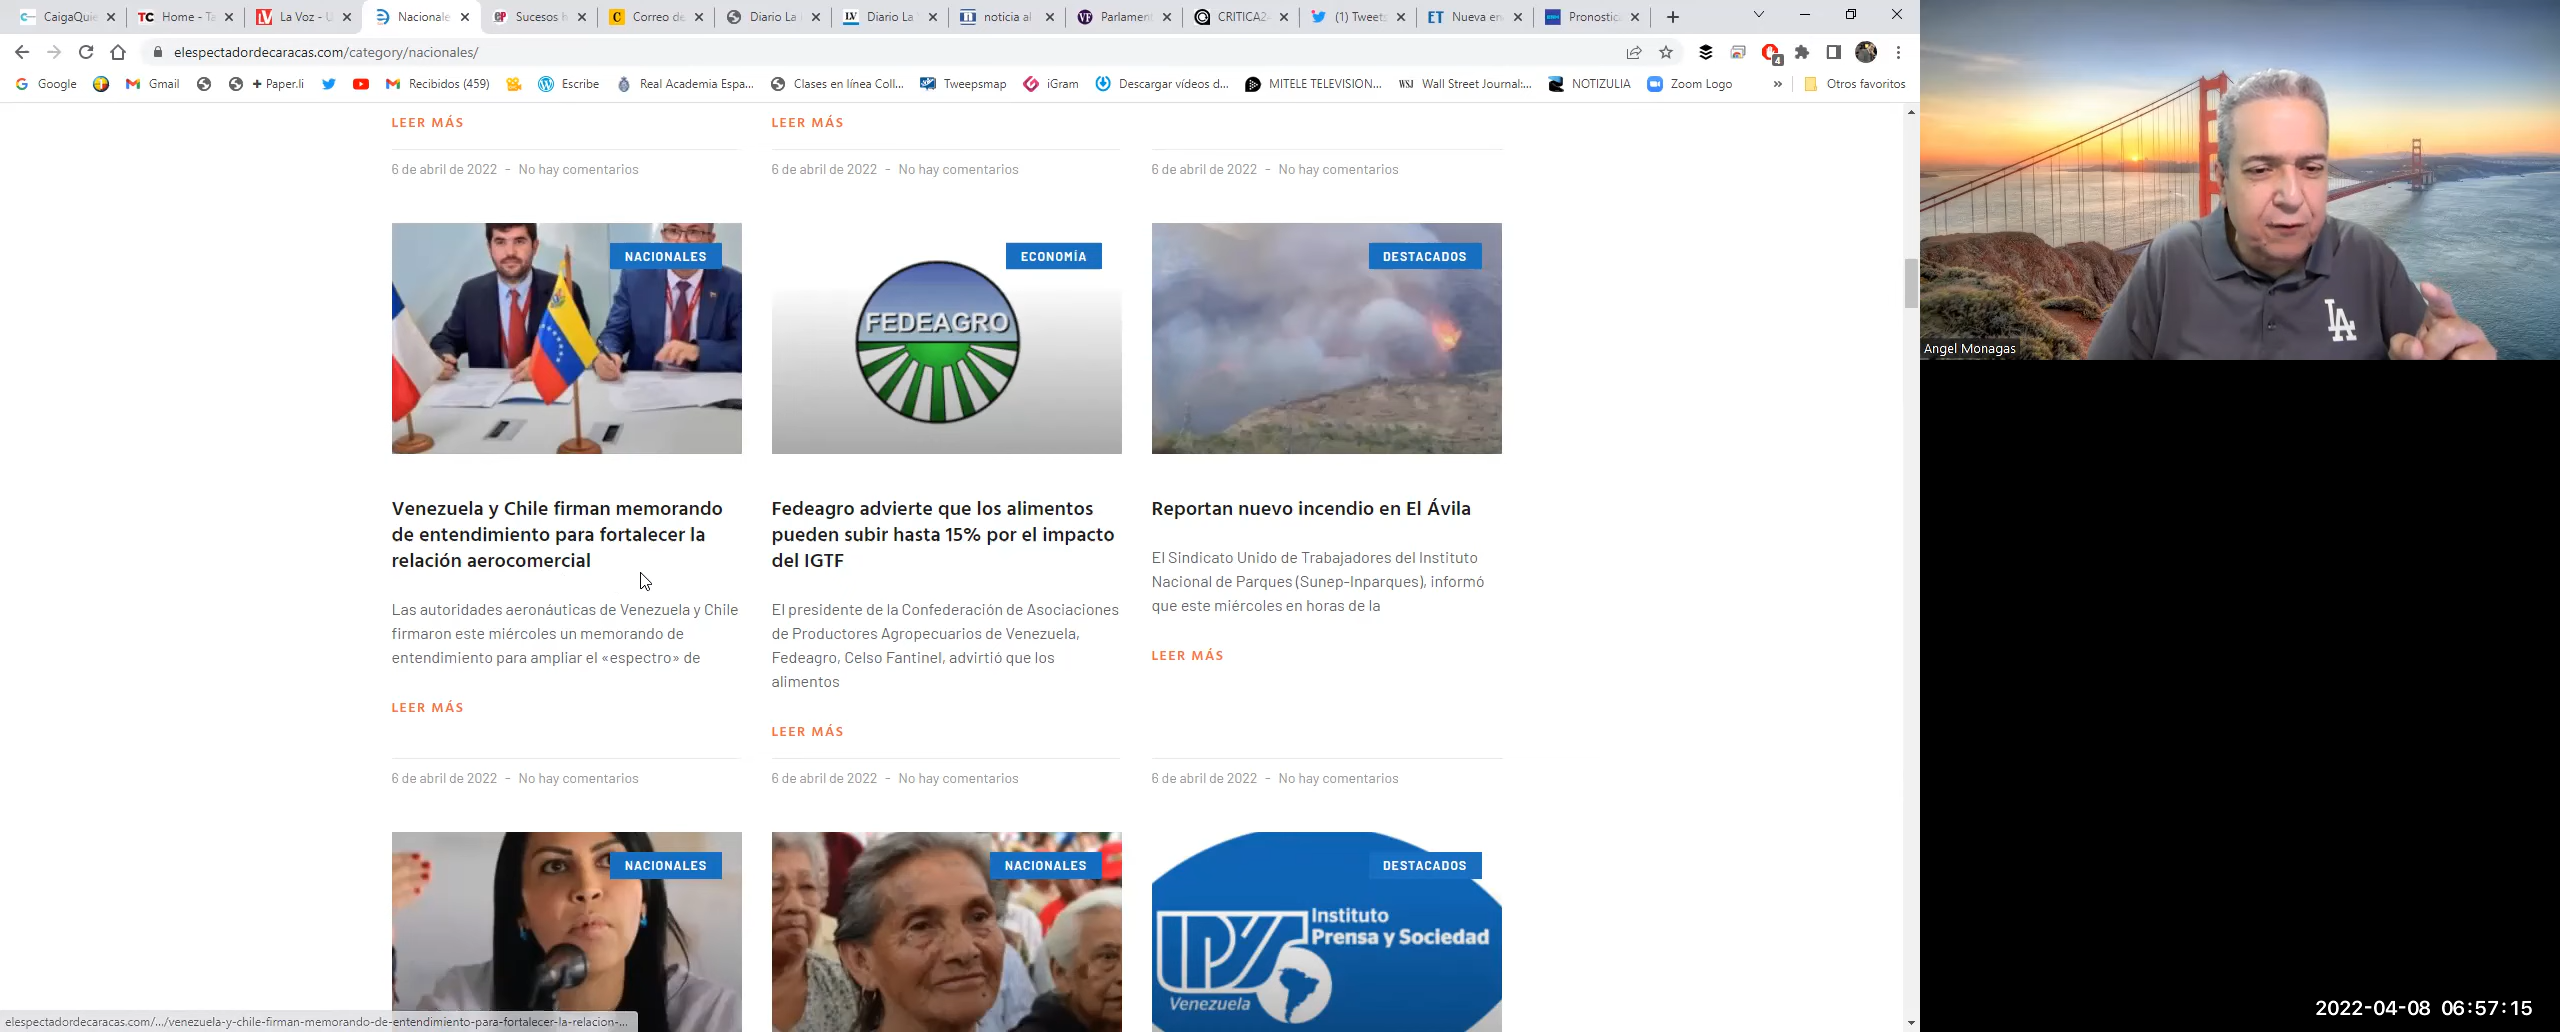 CaigaQuie
TC Home - Ta
LV La Voz - U
Nacionale
Sucesos h
C Correo de
Diario La
LV Diario La
noticia al
VF Parlament
CRITICA2
(1) Tweets
ET Nueva en
Pronostic
elespectadordecaracas.com/category/nacionales/
4
Google
Gmail
+ Paper.li
Recibidos (459)
Escribe
Real Academia Espa...
Clases en línea Coll...
Tweepsmap
iGram
Descargar vídeos d...
MITELE TELEVISION...
WSJ Wall Street Journal:...
NOTIZULIA
Zoom Logo
»
Otros favoritos
LEER MÁS
LEER MÁS
6 de abril de 2022 - No hay comentarios
6 de abril de 2022 - No hay comentarios
6 de abril de 2022 - No hay comentarios
NACIONALES
Venezuela y Chile firman memorando
de entendimiento para fortalecer la
relación aerocomercial
Las autoridades aeronáuticas de Venezuela y Chile
firmaron este miércoles un memorando de
entendimiento para ampliar el «espectro» de
LEER MÁS
6 de abril de 2022 - No hay comentarios
ECONOMÍA
FEDEAGRO
Fedeagro advierte que los alimentos
pueden subir hasta 15% por el impacto
del IGTF
El presidente de la Confederación de Asociaciones
de Productores Agropecuarios de Venezuela,
Fedeagro, Celso Fantinel, advirtió que los
alimentos
LEER MÁS
6 de abril de 2022 - No hay comentarios
DESTACADOS
Reportan nuevo incendio en El Ávila
El Sindicato Unido de Trabajadores del Instituto
Nacional de Parques (Sunep-Inparques), informó
que este miércoles en horas de la
LEER MÁS
6 de abril de 2022 - No hay comentarios
NACIONALES
NACIONALES
DESTACADOS
IPYS
Instituto
Prensa y Sociedad
Venezuela
elespectadordecaracas.com/.../venezuela-y-chile-firman-memorando-de-entendimiento-para-fortalecer-la-relacion-...
LA
Angel Monagas
2022-04-08 06:57:15